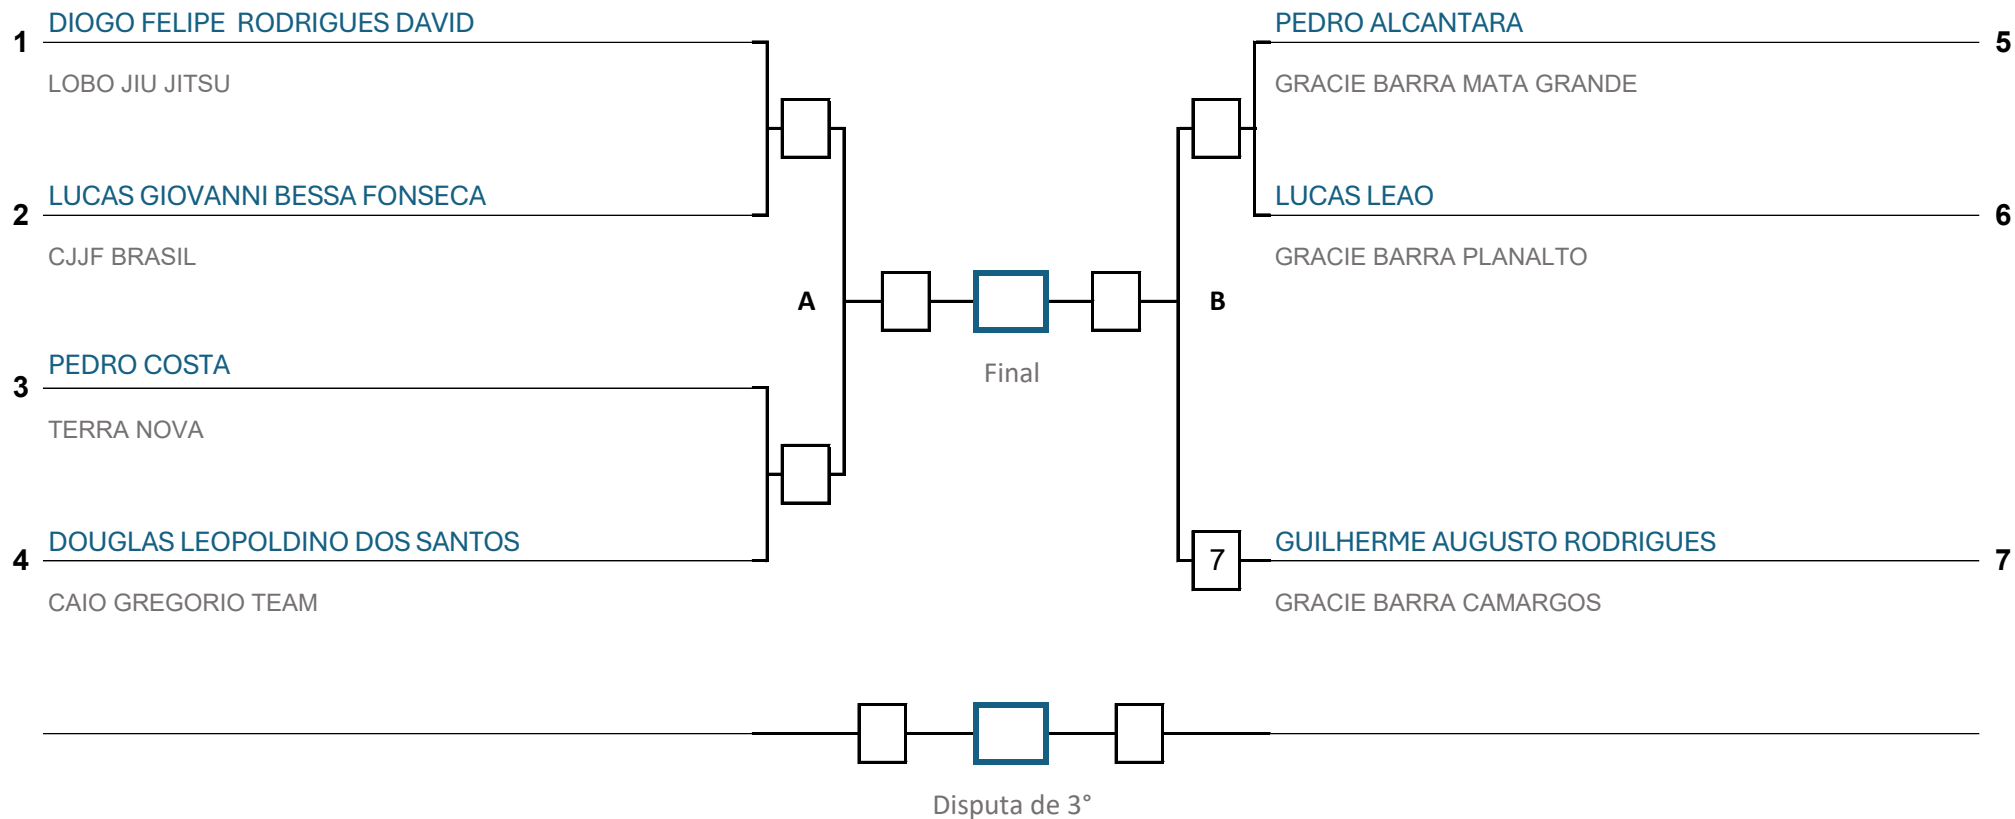 1 DIOGO FELIPE  RODRIGUES DAVID
LOBO JIU JITSU
2 LUCAS GIOVANNI BESSA FONSECA
CJJF BRASIL
A
3 PEDRO COSTA
TERRA NOVA
4 DOUGLAS LEOPOLDINO DOS SANTOS
CAIO GREGORIO TEAM
Final
PEDRO ALCANTARA 5
GRACIE BARRA MATA GRANDE
LUCAS LEAO 6
GRACIE BARRA PLANALTO
B
7 GUILHERME AUGUSTO RODRIGUES 7
GRACIE BARRA CAMARGOS
Disputa de 3°